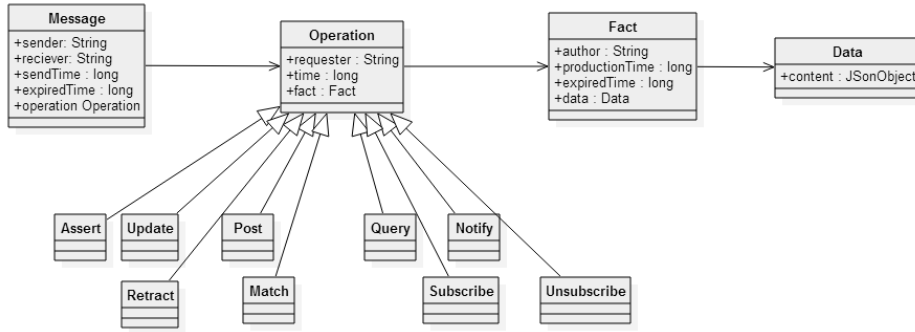 Message
+sender: String
+reciever: String
+sendTime : long
+expiredTime : long
+operation Operation
Operation
+requester : String
+time : long
+fact : Fact
Fact
+author : String
+productionTime : long
+expiredTime : long
+data : Data
Data
+content : JSonObject
Assert
Update
Post
Query
Notify
Retract
Match
Subscribe
Unsubscribe